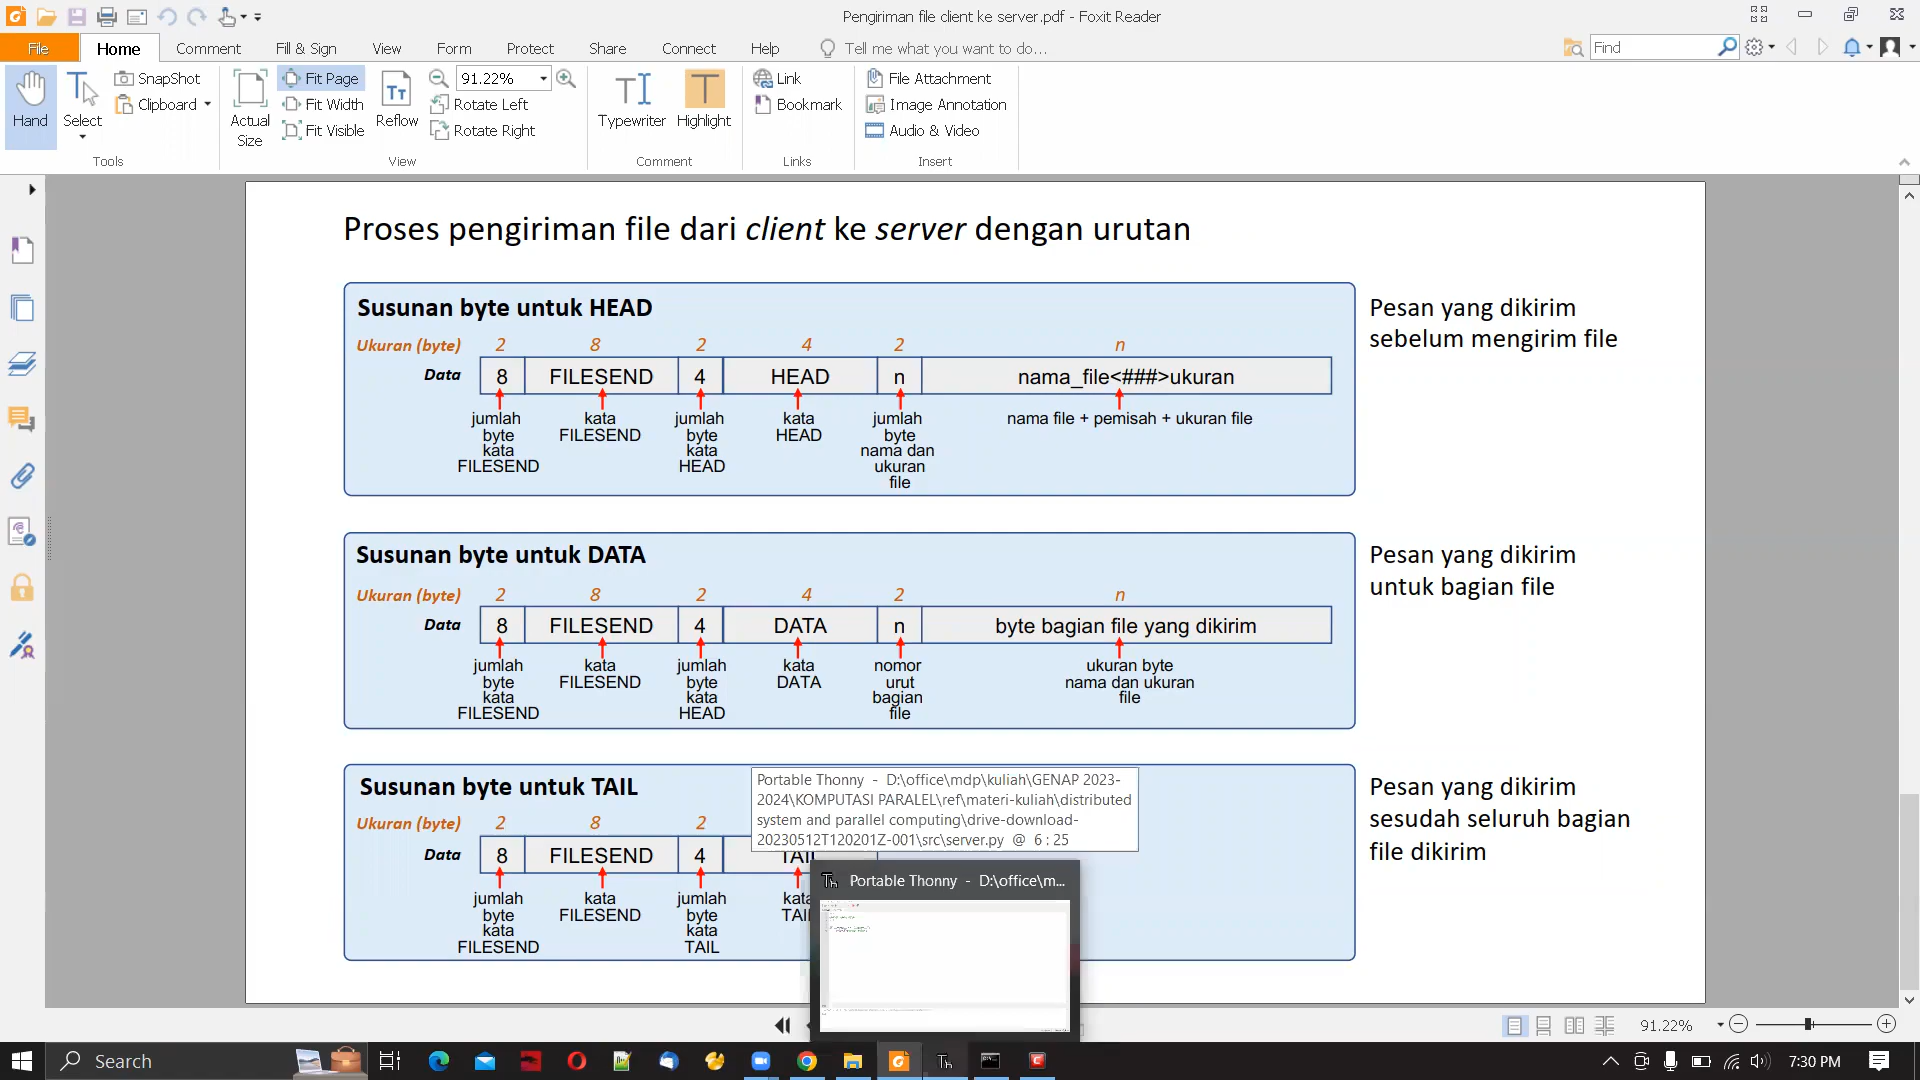 Pengiriman file client ke server.pdf - Foxit Reader
File Home Comment Fill & Sign View Form Protect Share Connect Help Tell me what you want to do... Find
Hand
Select
SnapShot
Clipboard
Tools
Actual
Size
Fit Page
Fit Width
Fit Visible
Reflow
91.22%
Rotate Left
Rotate Right
View
Typewriter
Highlight
Comment
Link
Bookmark
Links
File Attachment
Image Annotation
Audio & Video
Insert
Proses pengiriman file dari client ke server dengan urutan
Susunan byte untuk HEAD
Ukuran (byte) 2 8 2 4 2 n
Data 8 FILESEND 4 HEAD n nama_file<###>ukuran
jumlah
byte
kata
FILESEND
kata
FILESEND
jumlah
byte
kata
HEAD
kata
HEAD
jumlah
byte
nama dan
ukuran
file
nama file + pemisah + ukuran file
Pesan yang dikirim
sebelum mengirim file
Susunan byte untuk DATA
Ukuran (byte) 2 8 2 4 2 n
Data 8 FILESEND 4 DATA n byte bagian file yang dikirim
jumlah
byte
kata
FILESEND
kata
FILESEND
jumlah
byte
kata
HEAD
kata
DATA
nomor
urut
bagian
file
ukuran byte
nama dan ukuran
file
Pesan yang dikirim
untuk bagian file
Susunan byte untuk TAIL
Ukuran (byte) 2 8 2
Data 8 FILESEND 4 TAIL
jumlah
byte
kata
FILESEND
kata
FILESEND
jumlah
byte
kata
TAIL
kata
TAIL
Pesan yang dikirim
sesudah seluruh bagian
file dikirim
Portable Thonny - D:\office\mdp\kuliah\GENAP 2023-
2024\KOMPUTASI PARALEL\ref\materi-kuliah\distributed
system and parallel computing\drive-download-
20230512T120201Z-001\src\server.py @ 6 : 25
Portable Thonny - D:\office\m...
91.22%
Search
7:30 PM